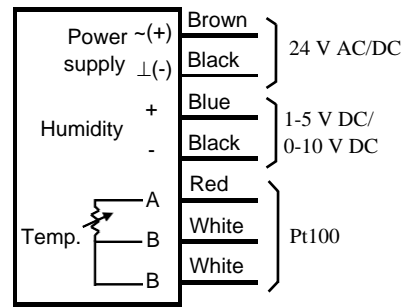 Power ~(+) Brown
supply ⊥(-) Black
24 V AC/DC
Humidity
+ Blue
- Black
1-5 V DC/
0-10 V DC
Temp.
A Red
B White
B White
Pt100